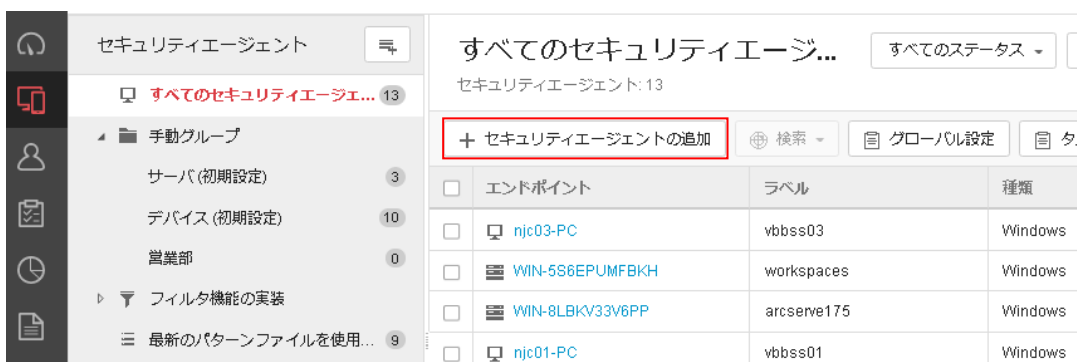 セキュリティエージェント
すべてのセキュリティエージェ... 13
手動グループ
サーバ (初期設定) 3
デバイス (初期設定) 10
営業部 0
フィルタ機能の実装
最新のパターンファイルを使用... 9
すべてのセキュリティエージ... すべてのステータス
セキュリティエージェント: 13
+ セキュリティエージェントの追加 検索 グローバル設定 タ
エンドポイント ラベル 種類
njc03-PC vbbss03 Windows
WIN-5S6EPUMFBKH workspaces Windows
WIN-8LBKV33V6PP arcserve175 Windows
njc01-PC vbbss01 Windows